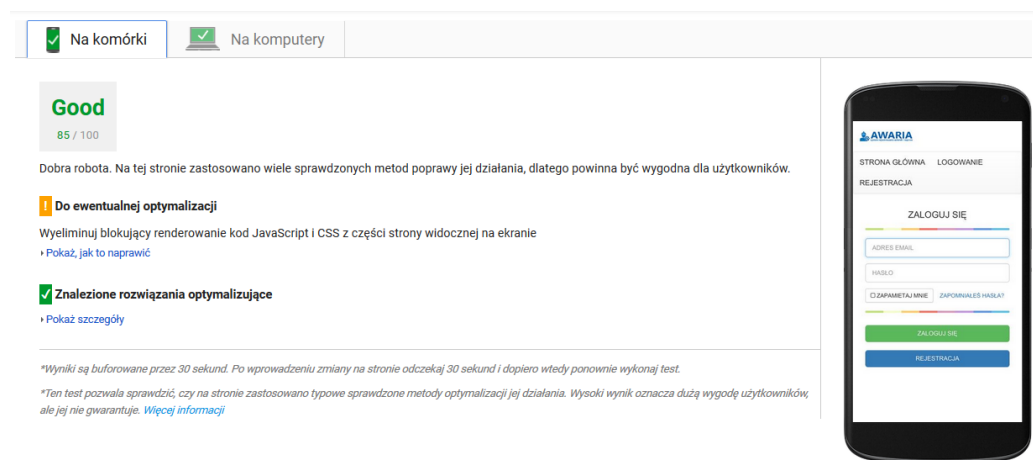 Na komórki
Na komputery
Good
85 / 100
Dobra robota. Na tej stronie zastosowano wiele sprawdzonych metod poprawy jej działania, dlatego powinna być wygodna dla użytkowników.
! Do ewentualnej optymalizacji
Wyeliminuj blokujący renderowanie kod JavaScript i CSS z części strony widocznej na ekranie
Pokaż, jak to naprawić
Znalezione rozwiązania optymalizujące
Pokaż szczegóły
*Wyniki są buforowane przez 30 sekund. Po wprowadzeniu zmiany na stronie odczekaj 30 sekund i dopiero wtedy ponownie wykonaj test.
*Ten test pozwala sprawdzić, czy na stronie zastosowano typowe sprawdzone metody optymalizacji jej działania. Wysoki wynik oznacza dużą wygodę użytkowników,
ale jej nie gwarantuje. Więcej informacji
AWARIA
STRONA GŁÓWNA LOGOWANIE
REJESTRACJA
ZALOGUJ SIĘ
ADRES EMAIL
HASŁO
ZAPAMIETAJ MNIE ZAPOMNIAŁEŚ HASŁA?
ZALOGUJ SIĘ
REJESTRACJA